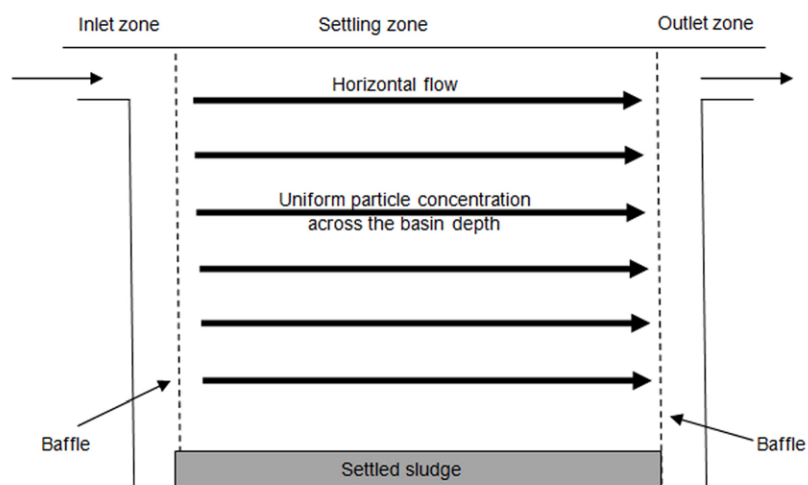 Inlet zone
Settling zone
Outlet zone
Horizontal flow
Uniform particle concentration
across the basin depth
Baffle
Baffle
Settled sludge